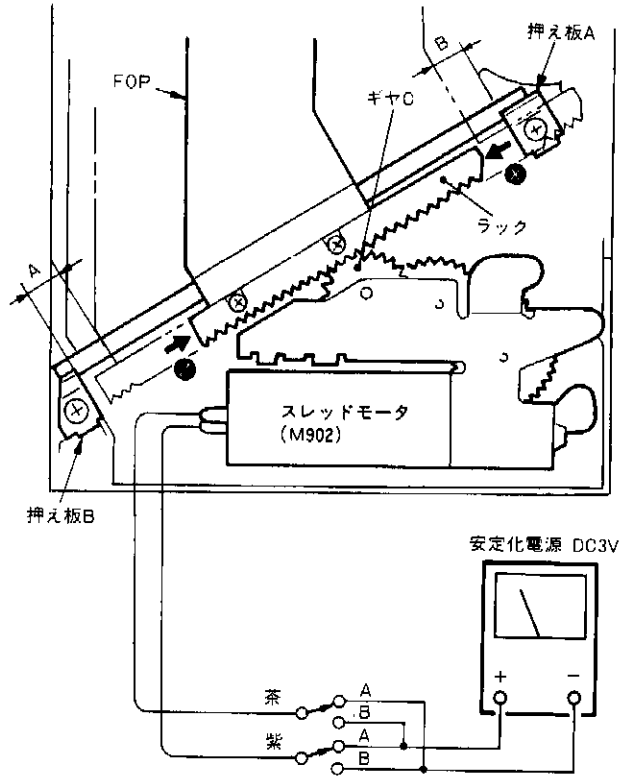 B
押え板A
FOP
ギヤC
ラック
A
スレッドモータ
(M902)
押え板B
安定化電源 DC3V
+ −
茶
A
B
紫
A
B